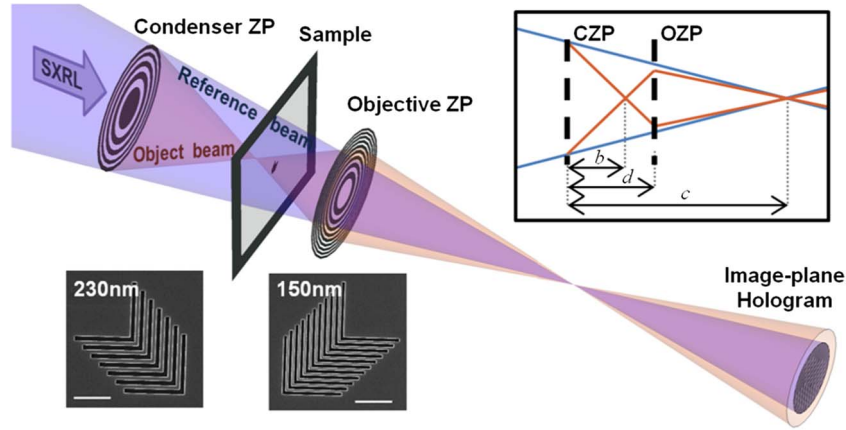 Condenser ZP
Sample
SXRL
Reference beam
Object beam
Objective ZP
CZP
OZP
b
d
c
230nm
150nm
Image-plane
Hologram